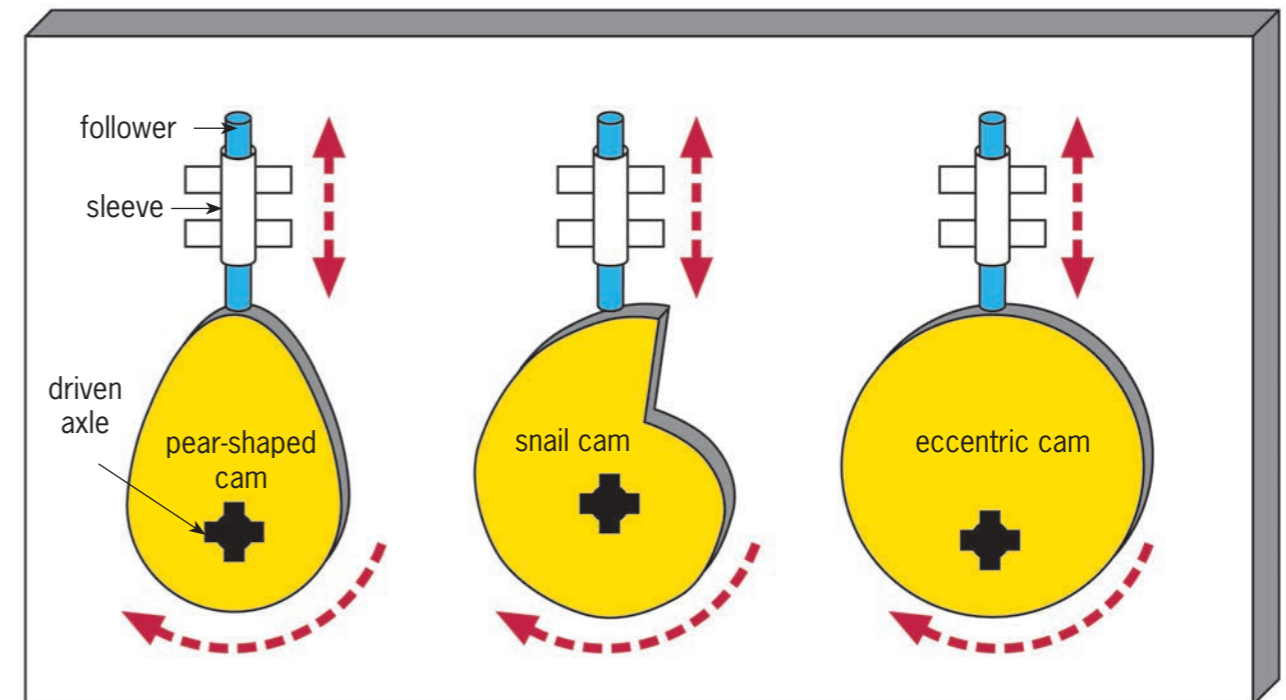 follower
sleeve
driven
axle
pear-shaped
cam
snail cam
eccentric cam